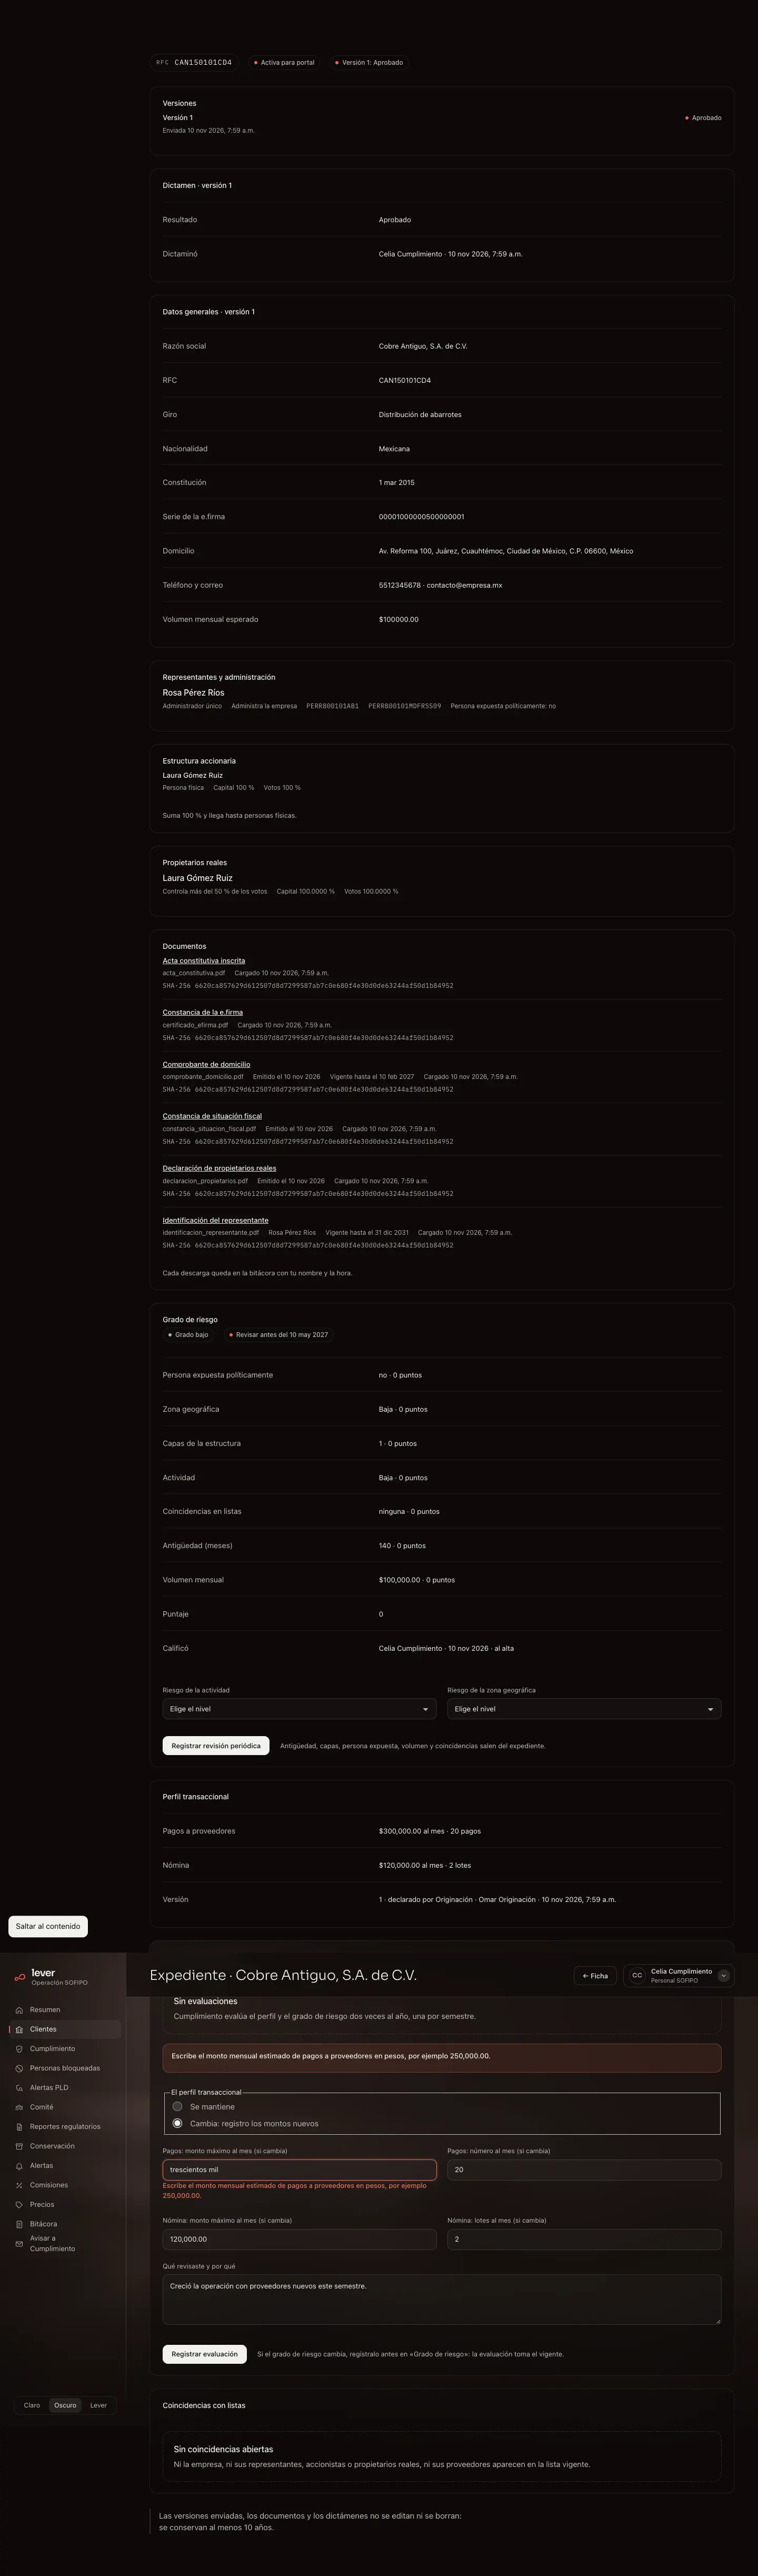 RFC CAN150101CD4
Activa para portal
Versión 1: Aprobado
Versiones
Versión 1
Aprobado
Enviada 10 nov 2026, 7:59 a.m.
Dictamen · versión 1
Resultado
Aprobado
Dictaminó
Celia Cumplimiento · 10 nov 2026, 7:59 a.m.
Datos generales · versión 1
Razón social
Cobre Antiguo, S.A. de C.V.
RFC
CAN150101CD4
Giro
Distribución de abarrotes
Nacionalidad
Mexicana
Constitución
1 mar 2015
Serie de la e.firma
00001000000500000001
Domicilio
Av. Reforma 100, Juárez, Cuauhtémoc, Ciudad de México, C.P. 06600, México
Teléfono y correo
5512345678 · contacto@empresa.mx
Volumen mensual esperado
$100000.00
Representantes y administración
Rosa Pérez Ríos
Administrador único Administra la empresa PERR800101AB1 PERR800101MDFRSS09 Persona expuesta políticamente: no
Estructura accionaria
Laura Gómez Ruiz
Persona física Capital 100 % Votos 100 %
Suma 100 % y llega hasta personas físicas.
Propietarios reales
Laura Gómez Ruiz
Controla más del 50 % de los votos Capital 100.0000 % Votos 100.0000 %
Documentos
Acta constitutiva inscrita
acta_constitutiva.pdf Cargado 10 nov 2026, 7:59 a.m.
SHA-256 6620ca857629d612507d8d7299587ab7c0e680f4e30d0de63244af50d1b84952
Constancia de la e.firma
certificado_efirma.pdf Cargado 10 nov 2026, 7:59 a.m.
SHA-256 6620ca857629d612507d8d7299587ab7c0e680f4e30d0de63244af50d1b84952
Comprobante de domicilio
comprobante_domicilio.pdf Emitido el 10 nov 2026 Vigente hasta el 10 feb 2027 Cargado 10 nov 2026, 7:59 a.m.
SHA-256 6620ca857629d612507d8d7299587ab7c0e680f4e30d0de63244af50d1b84952
Constancia de situación fiscal
constancia_situacion_fiscal.pdf Emitido el 10 nov 2026 Cargado 10 nov 2026, 7:59 a.m.
SHA-256 6620ca857629d612507d8d7299587ab7c0e680f4e30d0de63244af50d1b84952
Declaración de propietarios reales
declaracion_propietarios.pdf Emitido el 10 nov 2026 Cargado 10 nov 2026, 7:59 a.m.
SHA-256 6620ca857629d612507d8d7299587ab7c0e680f4e30d0de63244af50d1b84952
Identificación del representante
identificacion_representante.pdf Rosa Pérez Ríos Vigente hasta el 31 dic 2031 Cargado 10 nov 2026, 7:59 a.m.
SHA-256 6620ca857629d612507d8d7299587ab7c0e680f4e30d0de63244af50d1b84952
Cada descarga queda en la bitácora con tu nombre y la hora.
Grado de riesgo
Grado bajo
Revisar antes del 10 may 2027
Persona expuesta políticamente
no · 0 puntos
Zona geográfica
Baja · 0 puntos
Capas de la estructura
1 · 0 puntos
Actividad
Baja · 0 puntos
Coincidencias en listas
ninguna · 0 puntos
Antigüedad (meses)
140 · 0 puntos
Volumen mensual
$100,000.00 · 0 puntos
Puntaje
0
Calificó
Celia Cumplimiento · 10 nov 2026 · al alta
Riesgo de la actividad
Riesgo de la zona geográfica
Elige el nivel
Elige el nivel
Registrar revisión periódica
Antigüedad, capas, persona expuesta, volumen y coincidencias salen del expediente.
Perfil transaccional
Pagos a proveedores
$300,000.00 al mes · 20 pagos
Nómina
$120,000.00 al mes · 2 lotes
Versión
1 · declarado por Originación · Omar Originación · 10 nov 2026, 7:59 a.m.
Saltar al contenido
lever
Operación SOFIPO
Expediente · Cobre Antiguo, S.A. de C.V.
← Ficha
CC
Celia Cumplimiento
Personal SOFIPO
Resumen
Clientes
Cumplimiento
Personas bloqueadas
Alertas PLD
Comité
Reportes regulatorios
Conservación
Alertas
Comisiones
Precios
Bitácora
Avisar a
Cumplimiento
Claro
Oscuro
Lever
Sin evaluaciones
Cumplimiento evalúa el perfil y el grado de riesgo dos veces al año, una por semestre.
Escribe el monto mensual estimado de pagos a proveedores en pesos, por ejemplo 250,000.00.
El perfil transaccional
Se mantiene
Cambia: registro los montos nuevos
Pagos: monto máximo al mes (si cambia)
Pagos: número al mes (si cambia)
trescientos mil
20
Escribe el monto mensual estimado de pagos a proveedores en pesos, por ejemplo
250,000.00.
Nómina: monto máximo al mes (si cambia)
Nómina: lotes al mes (si cambia)
120,000.00
2
Qué revisaste y por qué
Creció la operación con proveedores nuevos este semestre.
Registrar evaluación
Si el grado de riesgo cambia, regístralo antes en «Grado de riesgo»: la evaluación toma el vigente.
Coincidencias con listas
Sin coincidencias abiertas
Ni la empresa, ni sus representantes, accionistas o propietarios reales, ni sus proveedores aparecen en la lista vigente.
Las versiones enviadas, los documentos y los dictámenes no se editan ni se borran:
se conservan al menos 10 años.